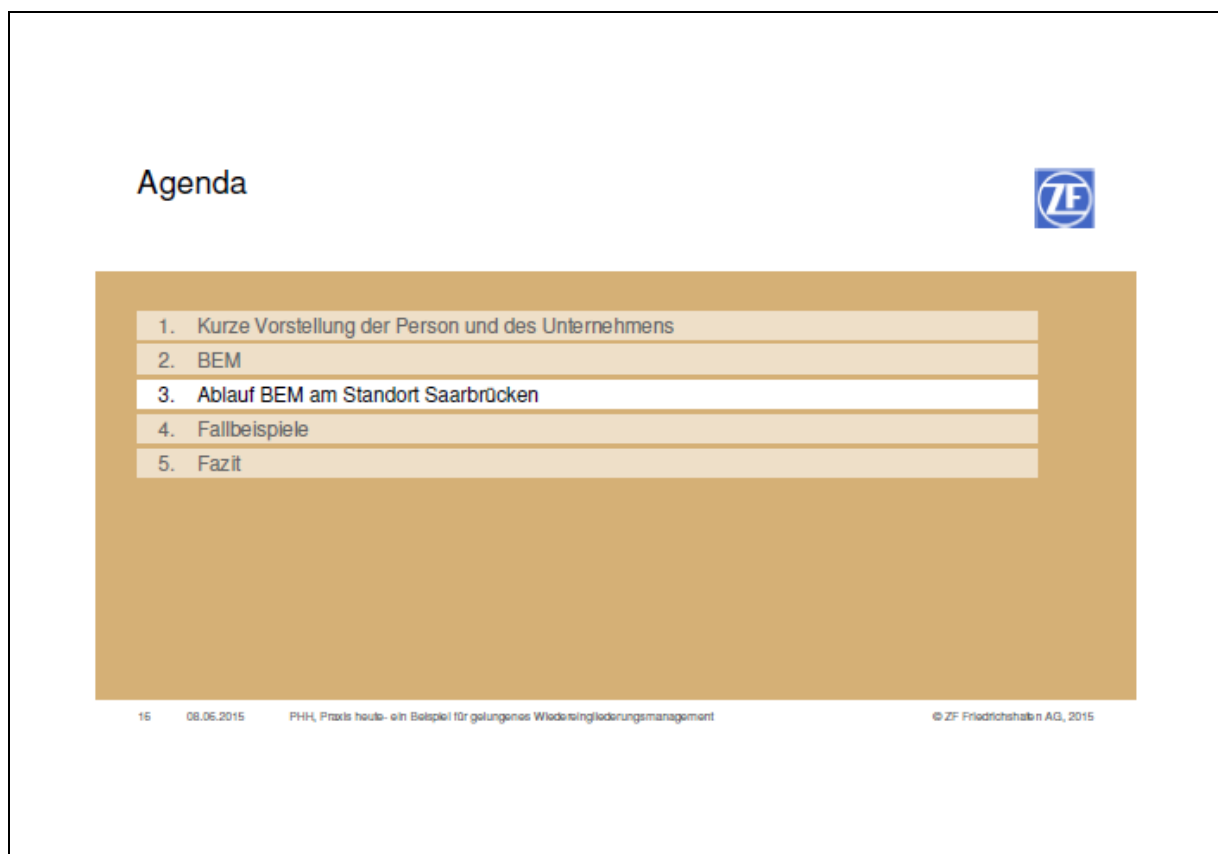 Agenda
ZF
1. Kurze Vorstellung der Person und des Unternehmens
2. BEM
3. Ablauf BEM am Standort Saarbrücken
4. Fallbeispiele
5. Fazit
16 08.06.2015 PHH, Praxis heute- ein Beispiel für gelungenes Wiedereingliederungsmanagement © ZF Friedrichshafen AG, 2015